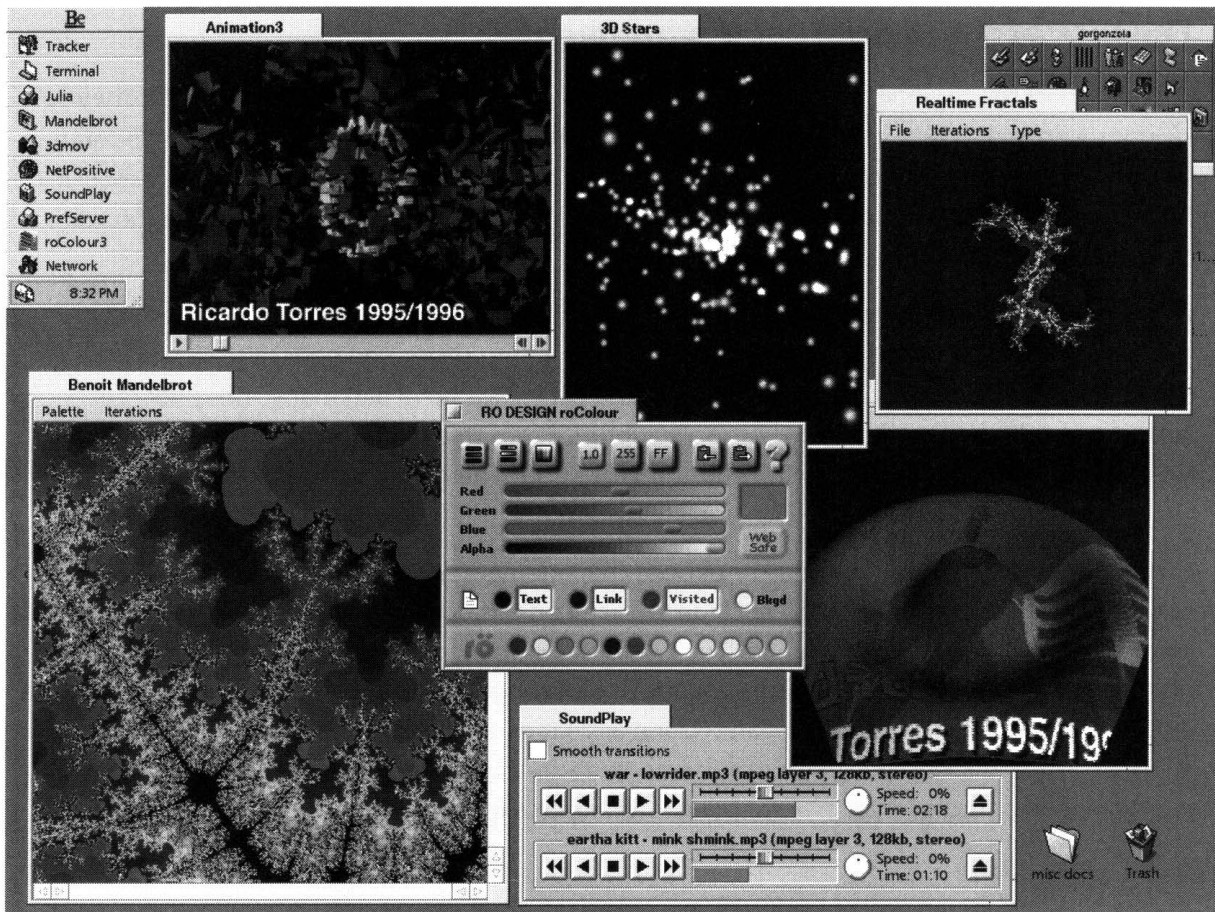 Be
Tracker
Terminal
Julia
Mandelbrot
3dmov
NetPositive
SoundPlay
PrefServer
roColour3
Network
8:32 PM
Animation3
Ricardo Torres 1995/1996
3D Stars
gorgonzola
Realtime Fractals
File Iterations Type
Benoit Mandelbrot
Palette Iterations
RO DESIGN roColour
1.0 255 FF
Red
Green
Blue
Alpha
Web
Safe
Text Link Visited Bkgd
rö
Torres 1995/199
SoundPlay
Smooth transitions
war - lowrider.mp3 (mpeg layer 3, 128kb, stereo)
Speed: 0%
Time: 02:18
eartha kitt - mink shmink.mp3 (mpeg layer 3, 128kb, stereo)
Speed: 0%
Time: 01:10
misc docs
Trash